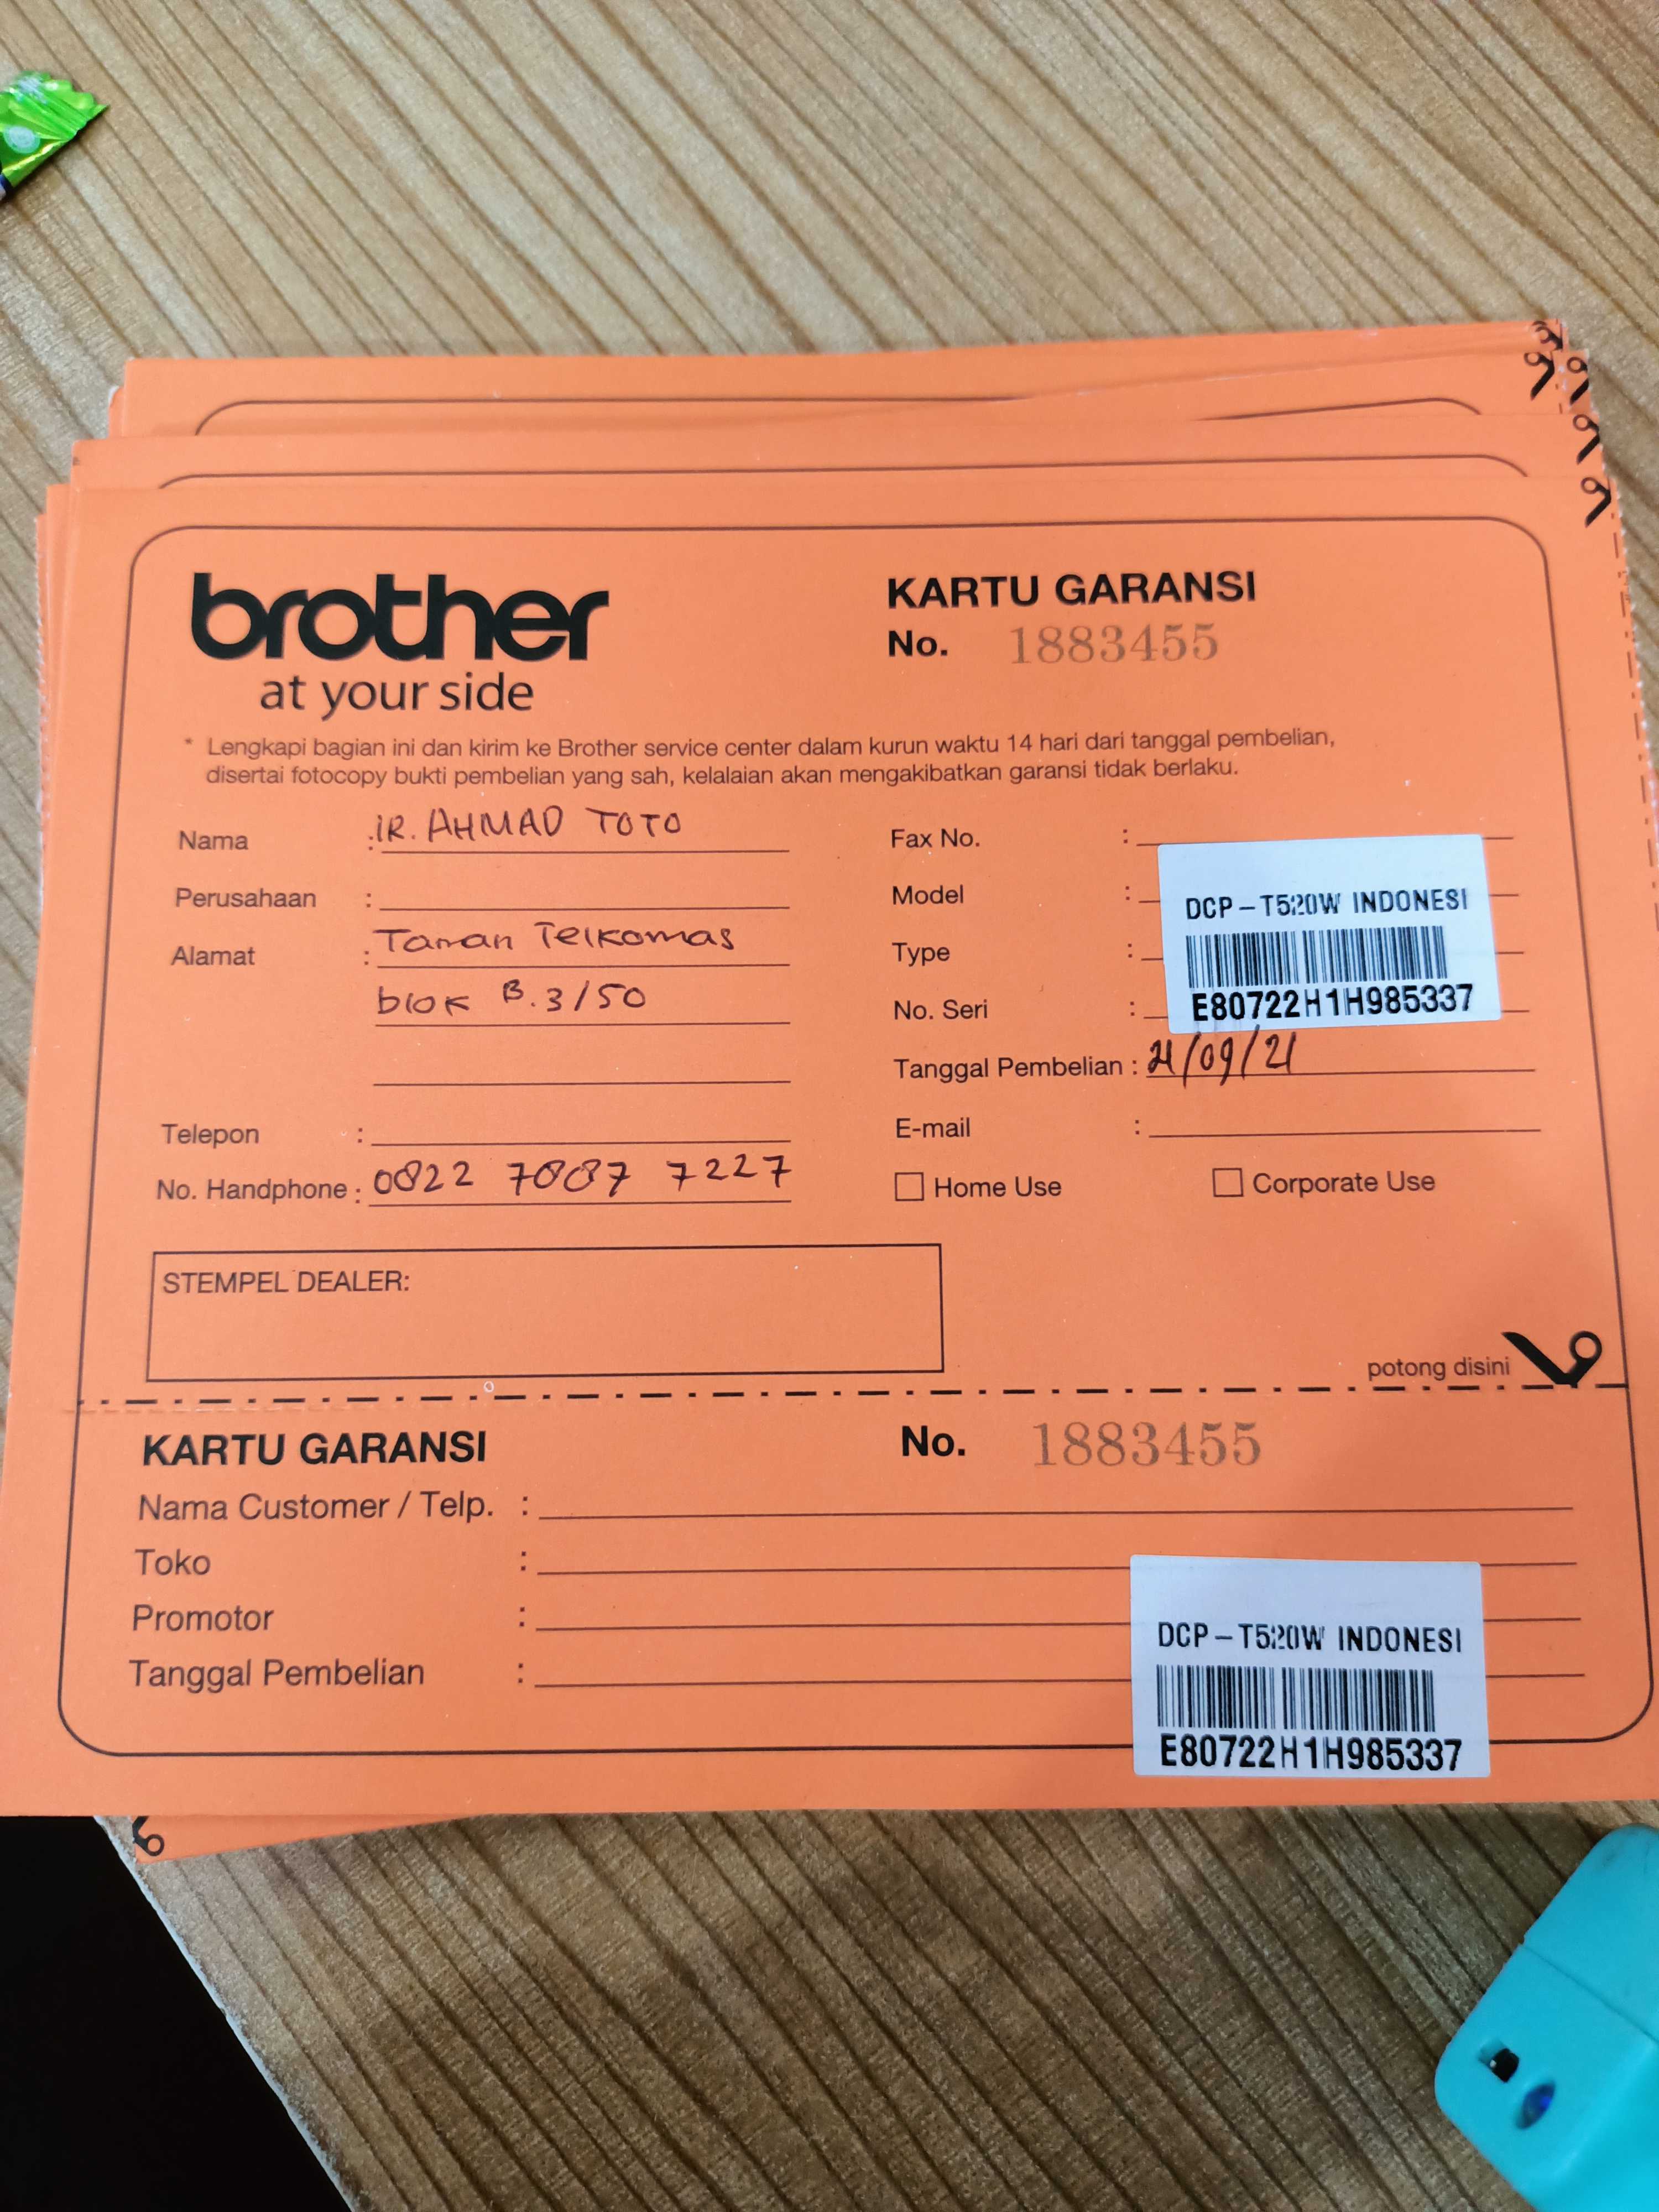 brother
at your side
KARTU GARANSI
No. 1883455
* Lengkapi bagian ini dan kirim ke Brother service center dalam kurun waktu 14 hari dari tanggal pembelian,
disertai fotocopy bukti pembelian yang sah, kelalaian akan mengakibatkan garansi tidak berlaku.
Nama : IR. AHMAD TOTO
Perusahaan :
Alamat : Taman Telkomas
blok B. 3/50
Telepon :
No. Handphone : 0822 7087 7227
Fax No. :
Model :
Type :
No. Seri :
DCP-T520W INDONESI
E80722H1H985337
Tanggal Pembelian : 21/09/21
E-mail :
Home Use Corporate Use
STEMPEL DEALER:
potong disini
KARTU GARANSI No. 1883455
Nama Customer / Telp. :
Toko :
Promotor :
Tanggal Pembelian :
DCP-T520W INDONESI
E80722H1H985337